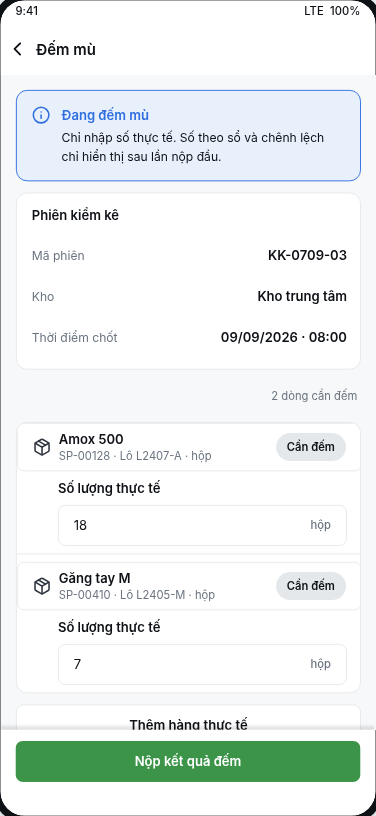 9:41
LTE 100%
Đếm mù
Đang đếm mù
Chỉ nhập số thực tế. Số theo sổ và chênh lệch
chỉ hiển thị sau lần nộp đầu.
Phiên kiểm kê
Mã phiên
KK-0709-03
Kho
Kho trung tâm
Thời điểm chốt
09/09/2026 · 08:00
2 dòng cần đếm
Amox 500
SP-00128 · Lô L2407-A · hộp
Cần đếm
Số lượng thực tế
18
hộp
Găng tay M
SP-00410 · Lô L2405-M · hộp
Cần đếm
Số lượng thực tế
7
hộp
Thêm hàng thực tế
Nộp kết quả đếm